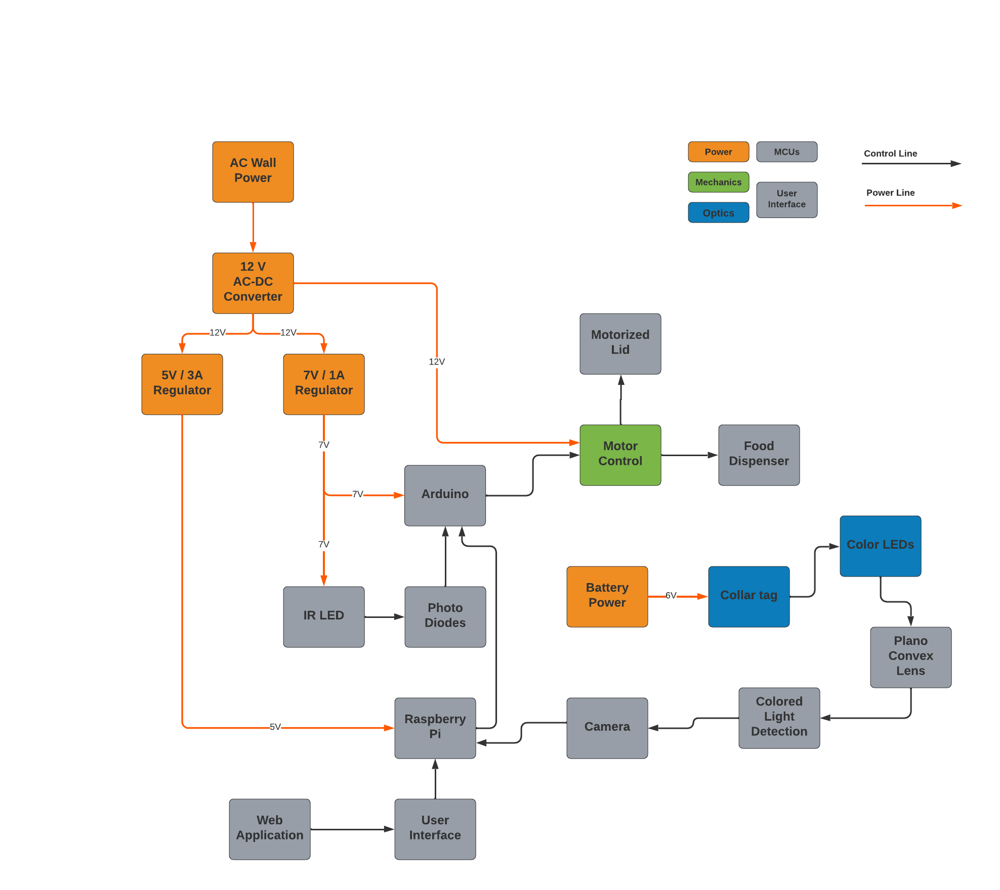 AC Wall
Power
Power
MCUs
Control Line
Mechanics
User
Interface
Power Line
Optics
12 V
AC-DC
Converter
12V
12V
12V
5V / 3A
Regulator
7V / 1A
Regulator
Motorized
Lid
7V
Motor
Control
Food
Dispenser
Arduino
7V
7V
Color LEDs
Battery
Power
6V
Collar tag
IR LED
Photo
Diodes
Plano
Convex
Lens
Colored
Light
Detection
Camera
Raspberry
Pi
5V
Web
Application
User
Interface